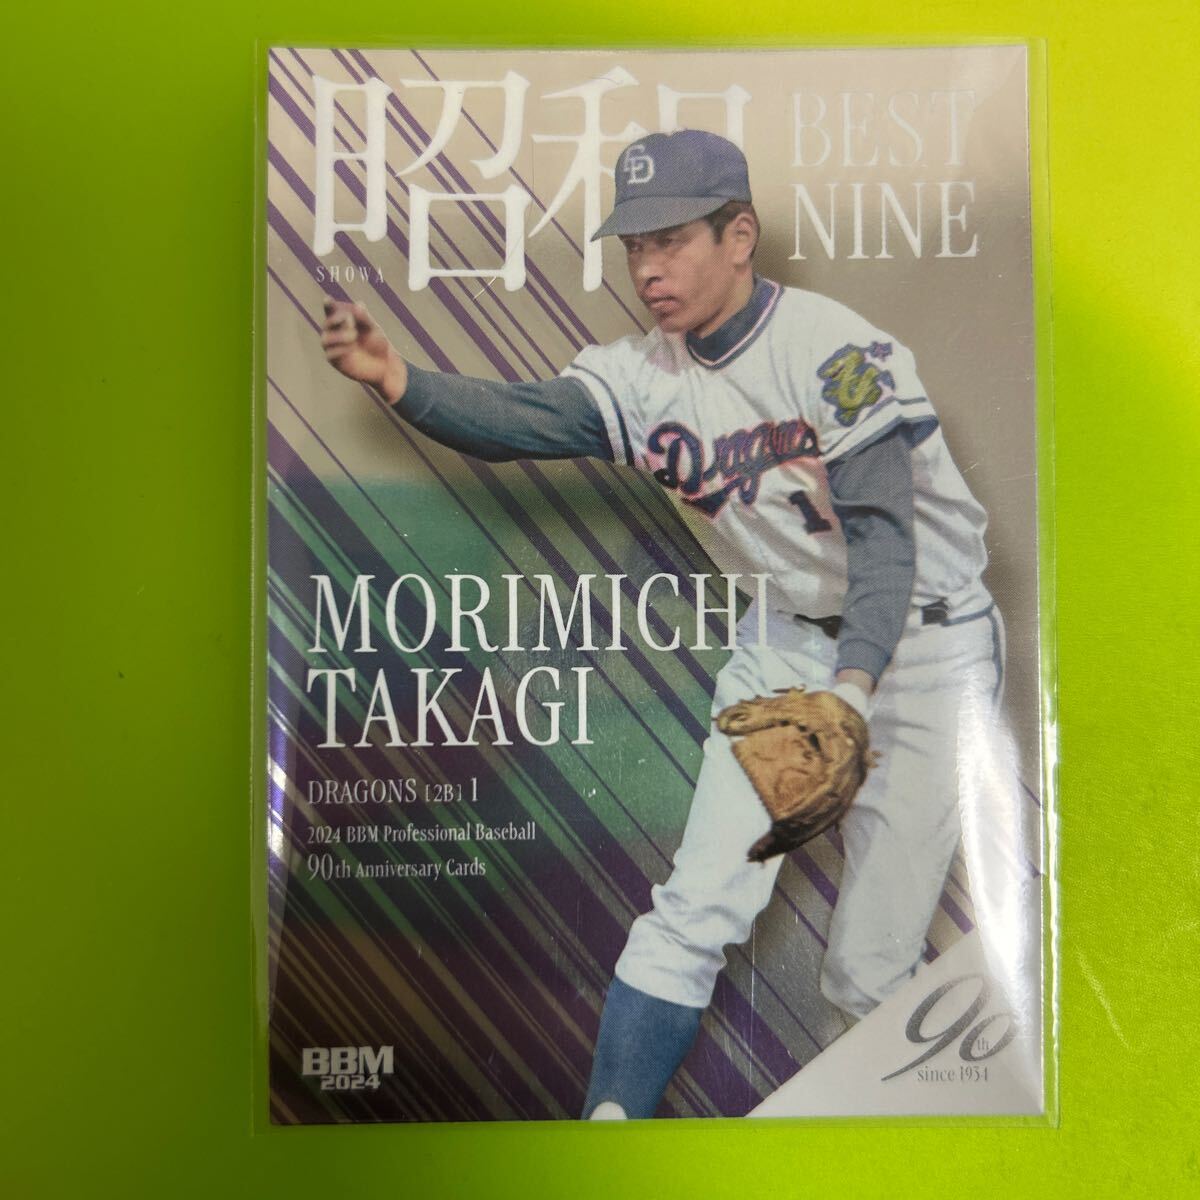 昭和
SHOWA
BEST
NINE
CD
Dragons
1
MORIMICHI
TAKAGI
DRAGONS [2B] 1
2024 BBM Professional Baseball
90th Anniversary Cards
BBM
2024
90th
since 1934